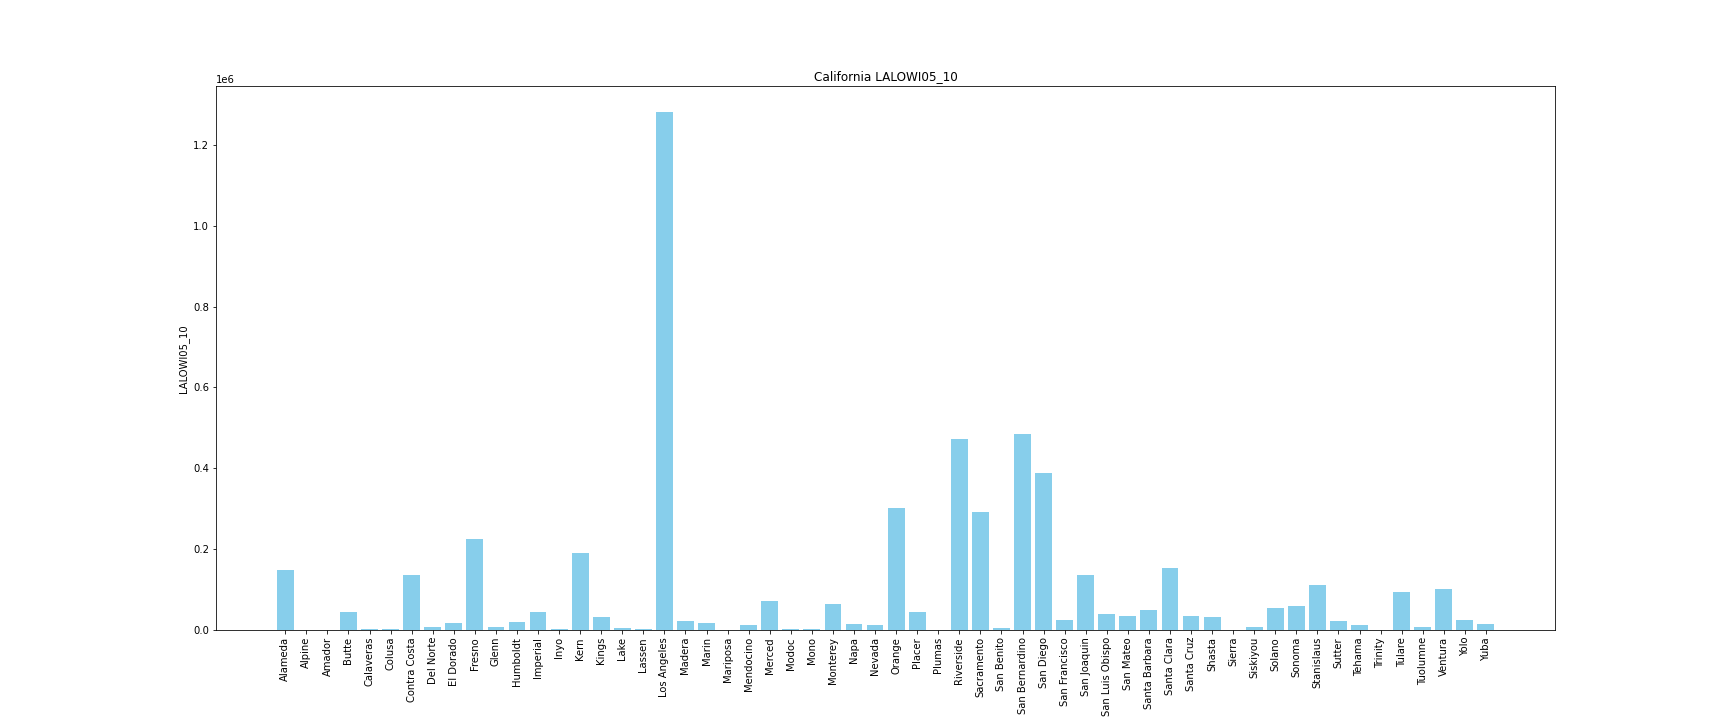 California LALOWI05_10
1e6
1.2
1.0
0.8
0.6
0.4
0.2
0.0
LALOWI05_10
Alameda
Alpine
Amador
Butte
Calaveras
Colusa
Contra Costa
Del Norte
El Dorado
Fresno
Glenn
Humboldt
Imperial
Inyo
Kern
Kings
Lake
Lassen
Los Angeles
Madera
Marin
Mariposa
Mendocino
Merced
Modoc
Mono
Monterey
Napa
Nevada
Orange
Placer
Plumas
Riverside
Sacramento
San Benito
San Bernardino
San Diego
San Francisco
San Joaquin
San Luis Obispo
San Mateo
Santa Barbara
Santa Clara
Santa Cruz
Shasta
Sierra
Siskiyou
Solano
Sonoma
Stanislaus
Sutter
Tehama
Trinity
Tulare
Tuolumne
Ventura
Yolo
Yuba